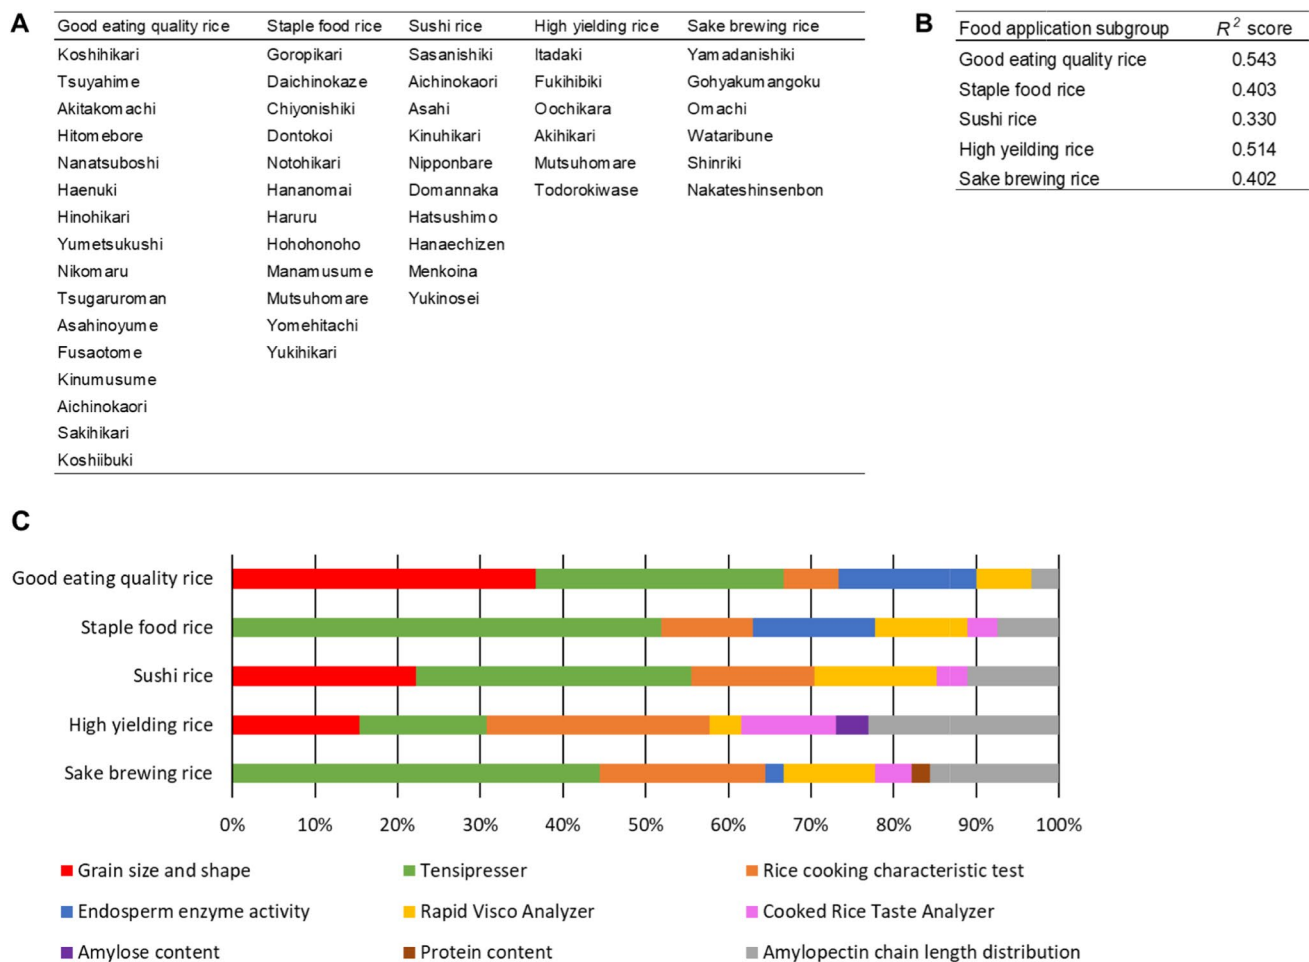 A
Good eating quality rice Staple food rice Sushi rice High yielding rice Sake brewing rice
Koshihikari Goropikari Sasanishiki Itadaki Yamadanishiki
Tsuyahime Daichinokaze Aichinokaori Fukihibiki Gohyakumangoku
Akitakomachi Chiyonishiki Asahi Oochikara Omachi
Hitomebore Dontokoi Kinuhikari Akihikari Wataribune
Nanatsuboshi Notohikari Nipponbare Mutsuhomare Shinriki
Haenuki Hananomai Domannaka Todorokiwase Nakateshinsenbon
Hinohikari Haruru Hatsushimo
Yumetsukushi Hohohonoho Hanaechizen
Nikomaru Manamusume Menkoina
Tsugaruroman Mutsuhomare Yukinosei
Asahinoyume Yomehitachi
Fusaotome Yukihikari
Kinumusume
Aichinokaori
Sakihikari
Koshiibuki
B
Food application subgroup R² score
Good eating quality rice 0.543
Staple food rice 0.403
Sushi rice 0.330
High yeilding rice 0.514
Sake brewing rice 0.402
C
Good eating quality rice
Staple food rice
Sushi rice
High yielding rice
Sake brewing rice
0% 10% 20% 30% 40% 50% 60% 70% 80% 90% 100%
Grain size and shape Tensipresser Rice cooking characteristic test
Endosperm enzyme activity Rapid Visco Analyzer Cooked Rice Taste Analyzer
Amylose content Protein content Amylopectin chain length distribution